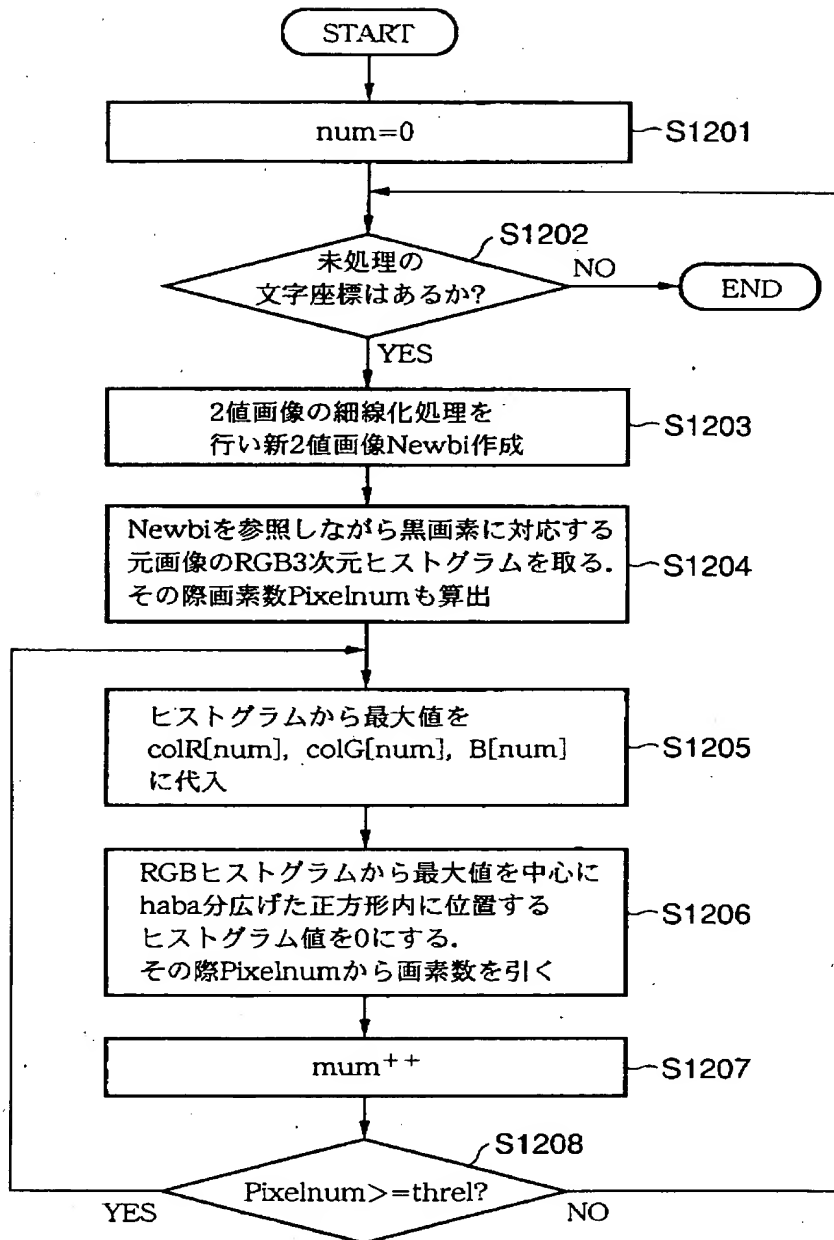 START
num=0
S1201
S1202
未処理の
文字座標はあるか?
NO
END
YES
2値画像の細線化処理を
行い新2値画像Newbi作成
S1203
Newbiを参照しながら黒画素に対応する
元画像のRGB3次元ヒストグラムを取る.
その際画素数Pixelnumも算出
S1204
ヒストグラムから最大値を
colR[num], colG[num], B[num]
に代入
S1205
RGBヒストグラムから最大値を中心に
haba分広げた正方形内に位置する
ヒストグラム値を0にする.
その際Pixelnumから画素数を引く
S1206
mum++
S1207
S1208
Pixelnum>=threl?
YES
NO